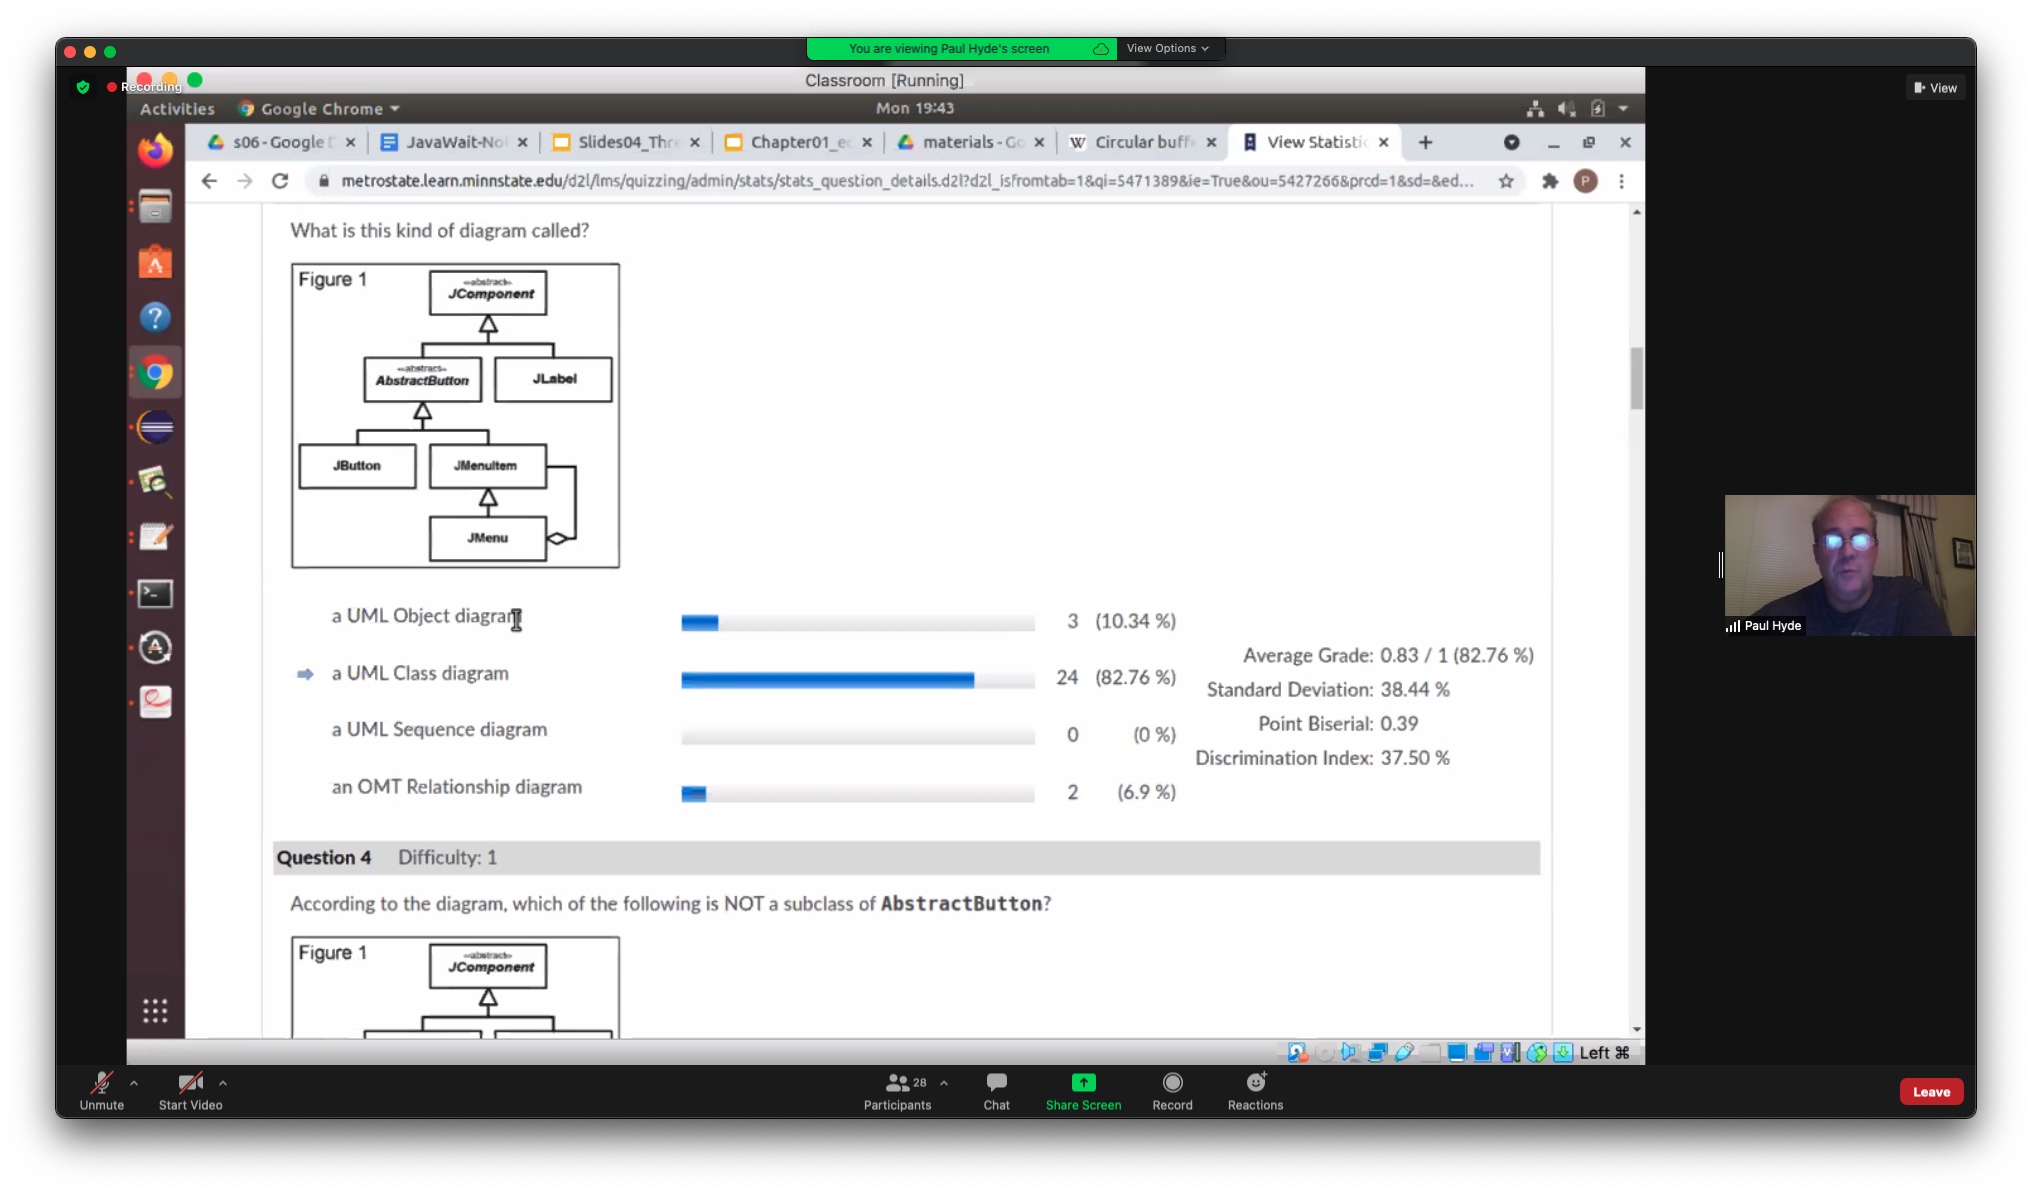 You are viewing Paul Hyde's screen
View Options
Recording
Classroom [Running]
View
Activities
Google Chrome
Mon 19:43
s06 - Google D
JavaWait-No
Slides04_Thr
Chapter01_e
materials - Go
W Circular buff
View Statistic
metrostate.learn.minnstate.edu/d2l/lms/quizzing/admin/stats/stats_question_details.d2l?d2l_isfromtab=1&qi=5471389&ie=True&ou=5427266&prcd=1&sd=&ed...
P
What is this kind of diagram called?
Figure 1
«abstract»
JComponent
«abstract»
AbstractButton
JLabel
JButton
JMenuItem
JMenu
a UML Object diagram
3 (10.34 %)
a UML Class diagram
24 (82.76 %)
a UML Sequence diagram
0 (0 %)
an OMT Relationship diagram
2 (6.9 %)
Average Grade: 0.83 / 1 (82.76 %)
Standard Deviation: 38.44 %
Point Biserial: 0.39
Discrimination Index: 37.50 %
Paul Hyde
Question 4 Difficulty: 1
According to the diagram, which of the following is NOT a subclass of AbstractButton?
Figure 1
«abstract»
JComponent
Left ⌘
Unmute
Start Video
28
Participants
Chat
Share Screen
Record
Reactions
Leave